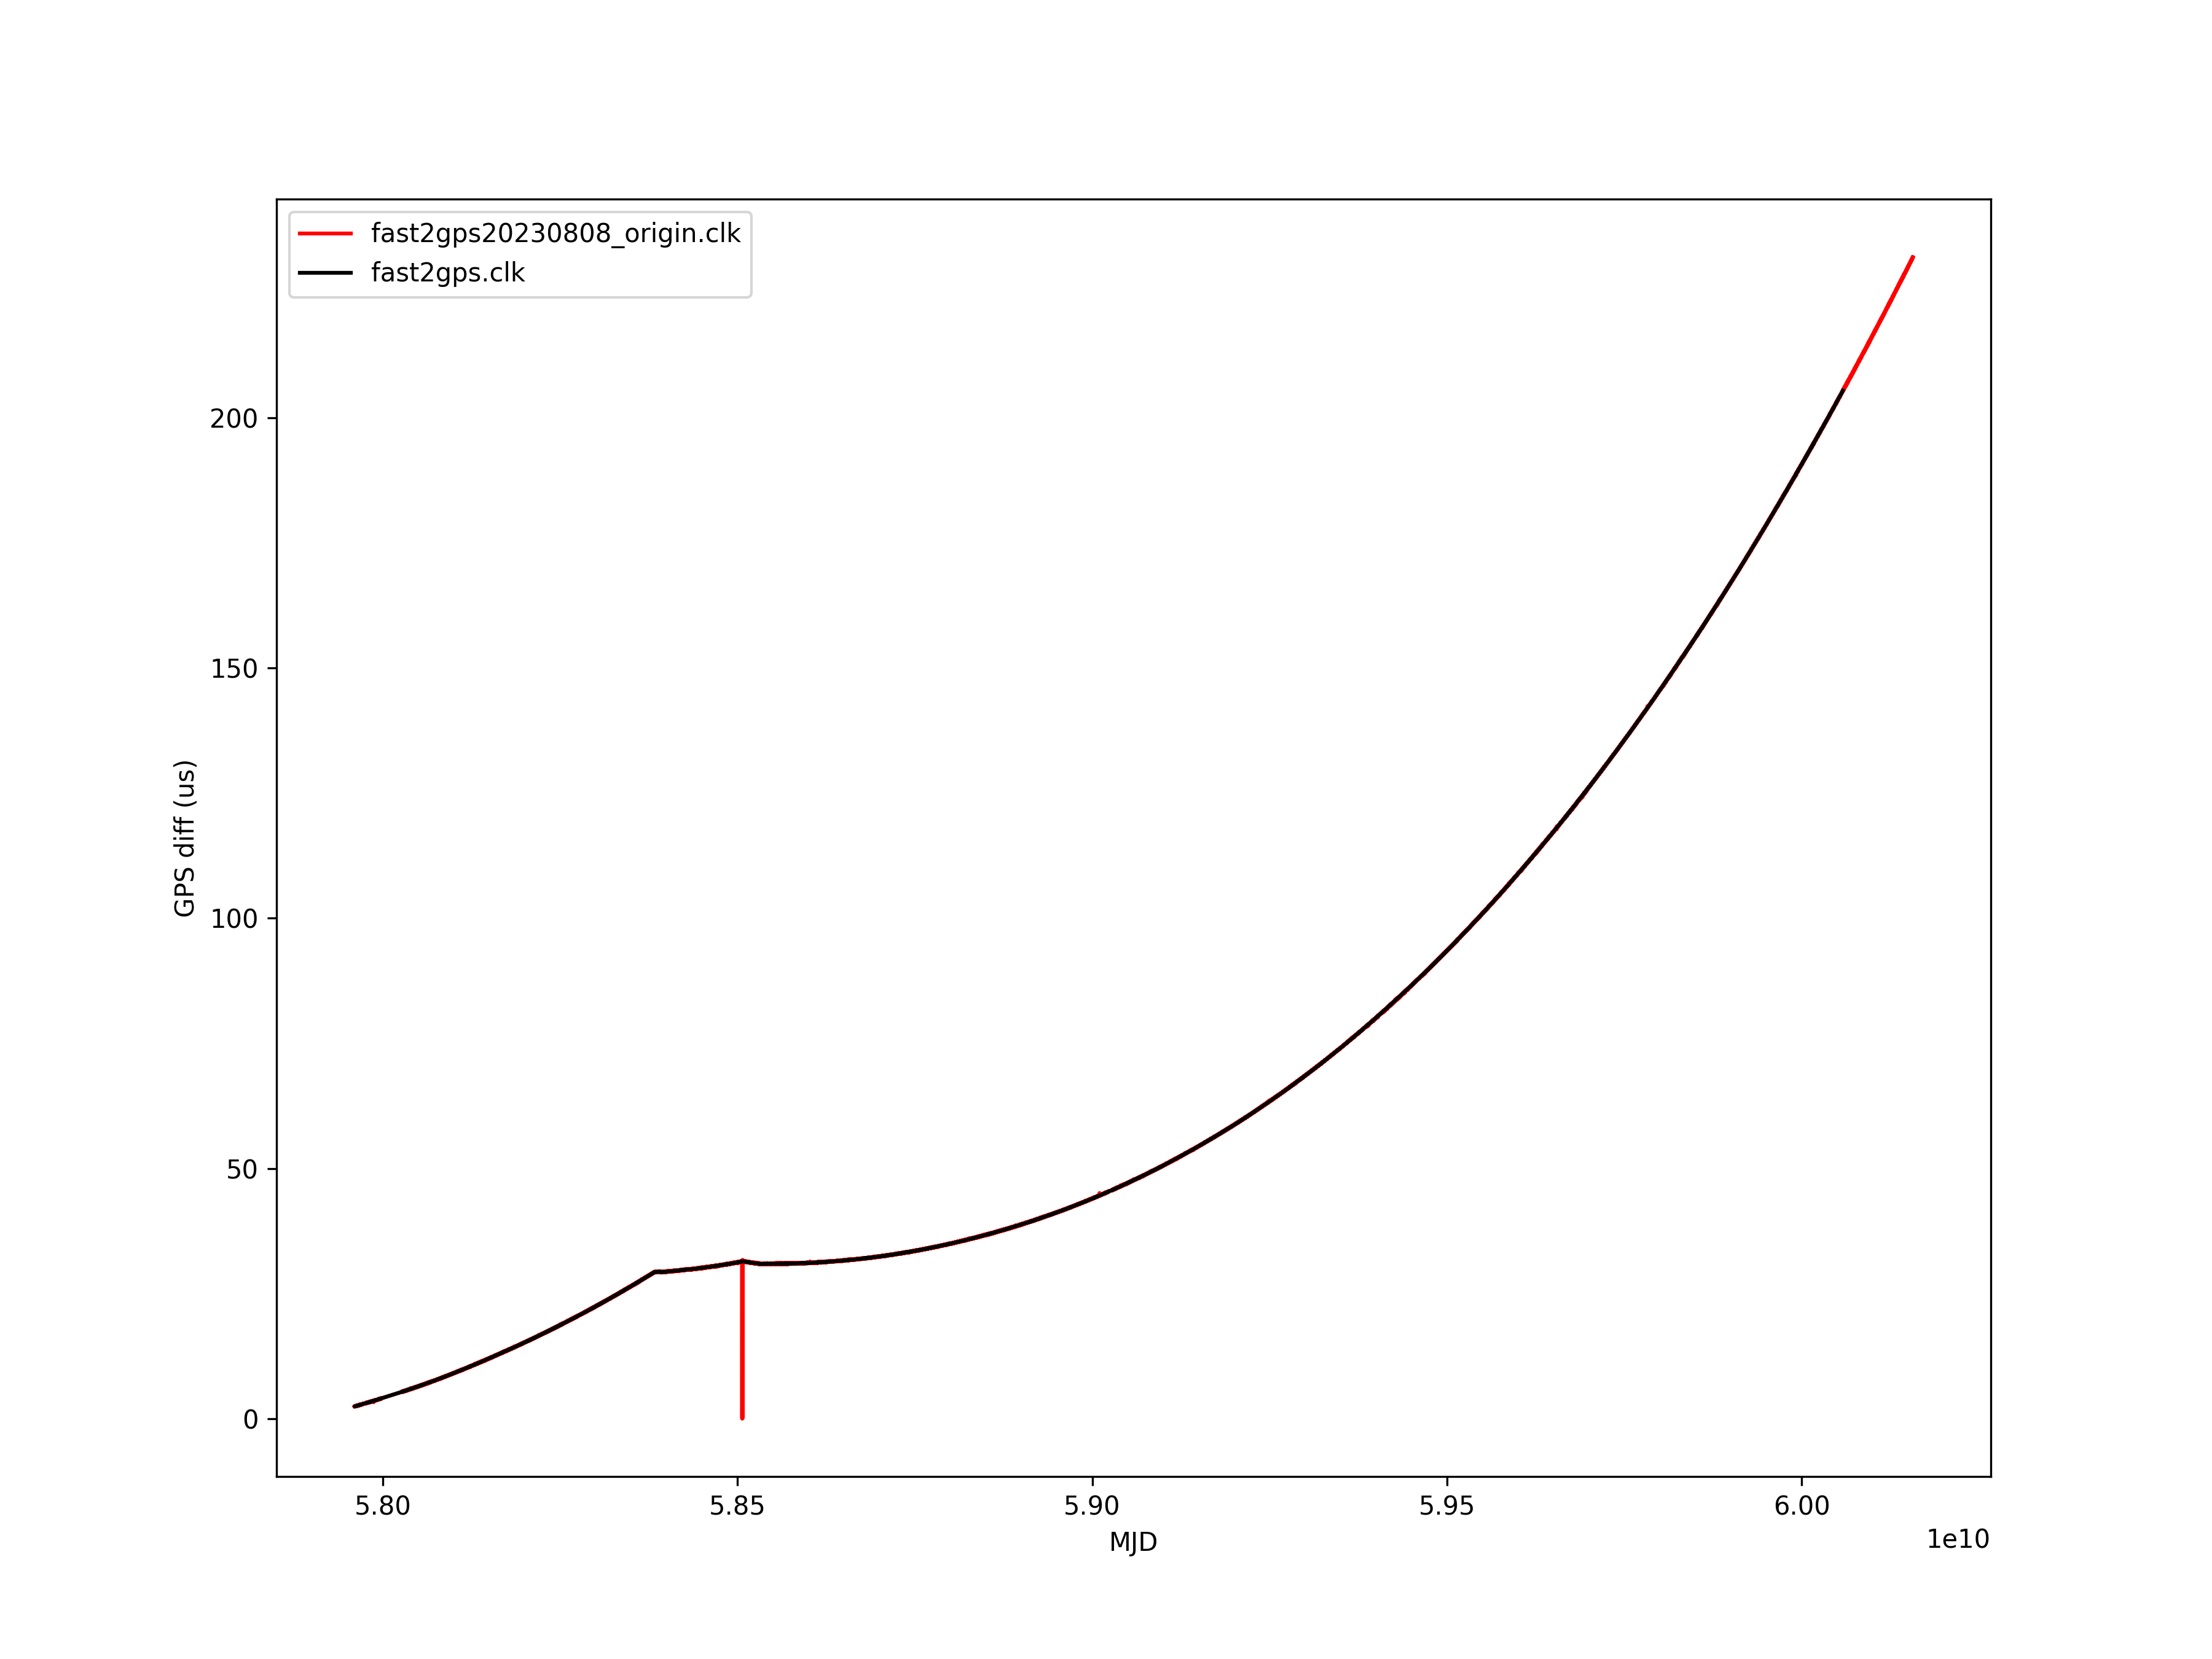 fast2gps20230808_origin.clk
fast2gps.clk
200
150
100
50
0
GPS diff (us)
5.80 5.85 5.90 5.95 6.00
MJD
1e10